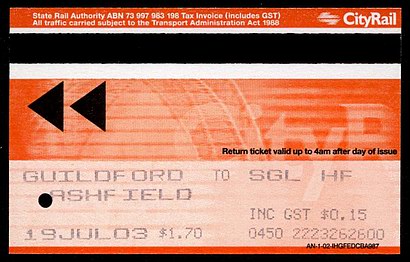 State Rail Authority ABN 73 997 983 198 Tax Invoice (includes GST)
All traffic carried subject to the Transport Administration Act 1988
CityRail
Return ticket valid up to 4am after day of issue
GUILDFORD TO SGL HF
ASHFIELD
INC GST $0.15
19JUL03 $1.70 0450 2223262600
AN-1-02-IHGFEDCBA987